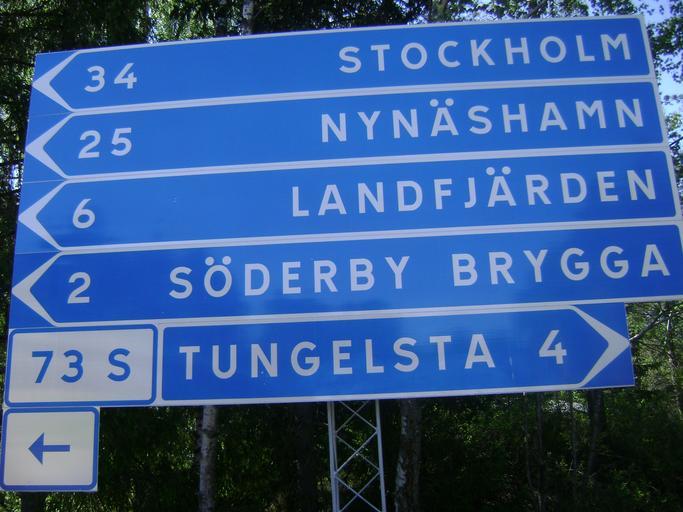 34 STOCKHOLM
25 NYNÄSHAMN
6 LANDFJÄRDEN
2 SÖDERBY BRYGGA
73 S TUNGELSTA 4